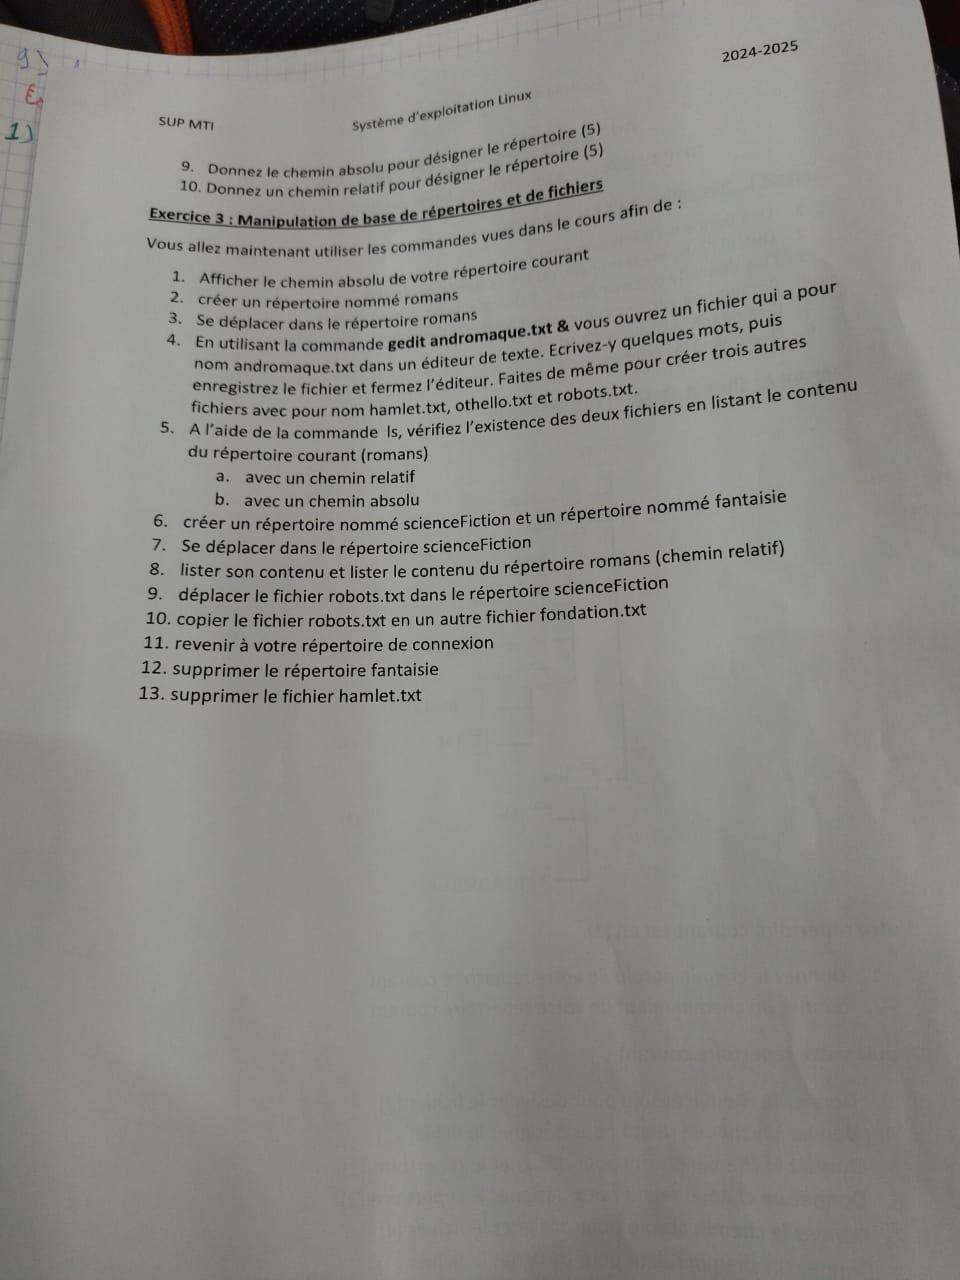 9)
2024-2025
SUP MTI
Système d'exploitation Linux
1)
9. Donnez le chemin absolu pour désigner le répertoire (5)
10. Donnez un chemin relatif pour désigner le répertoire (5)
Exercice 3 : Manipulation de base de répertoires et de fichiers
Vous allez maintenant utiliser les commandes vues dans le cours afin de :
1. Afficher le chemin absolu de votre répertoire courant
2. créer un répertoire nommé romans
3. Se déplacer dans le répertoire romans
4. En utilisant la commande gedit andromaque.txt & vous ouvrez un fichier qui a pour
nom andromaque.txt dans un éditeur de texte. Ecrivez-y quelques mots, puis
enregistrez le fichier et fermez l'éditeur. Faites de même pour créer trois autres
fichiers avec pour nom hamlet.txt, othello.txt et robots.txt.
5. A l'aide de la commande ls, vérifiez l'existence des deux fichiers en listant le contenu
du répertoire courant (romans)
a. avec un chemin relatif
b. avec un chemin absolu
6. créer un répertoire nommé scienceFiction et un répertoire nommé fantaisie
7. Se déplacer dans le répertoire scienceFiction
8. lister son contenu et lister le contenu du répertoire romans (chemin relatif)
9. déplacer le fichier robots.txt dans le répertoire scienceFiction
10. copier le fichier robots.txt en un autre fichier fondation.txt
11. revenir à votre répertoire de connexion
12. supprimer le répertoire fantaisie
13. supprimer le fichier hamlet.txt